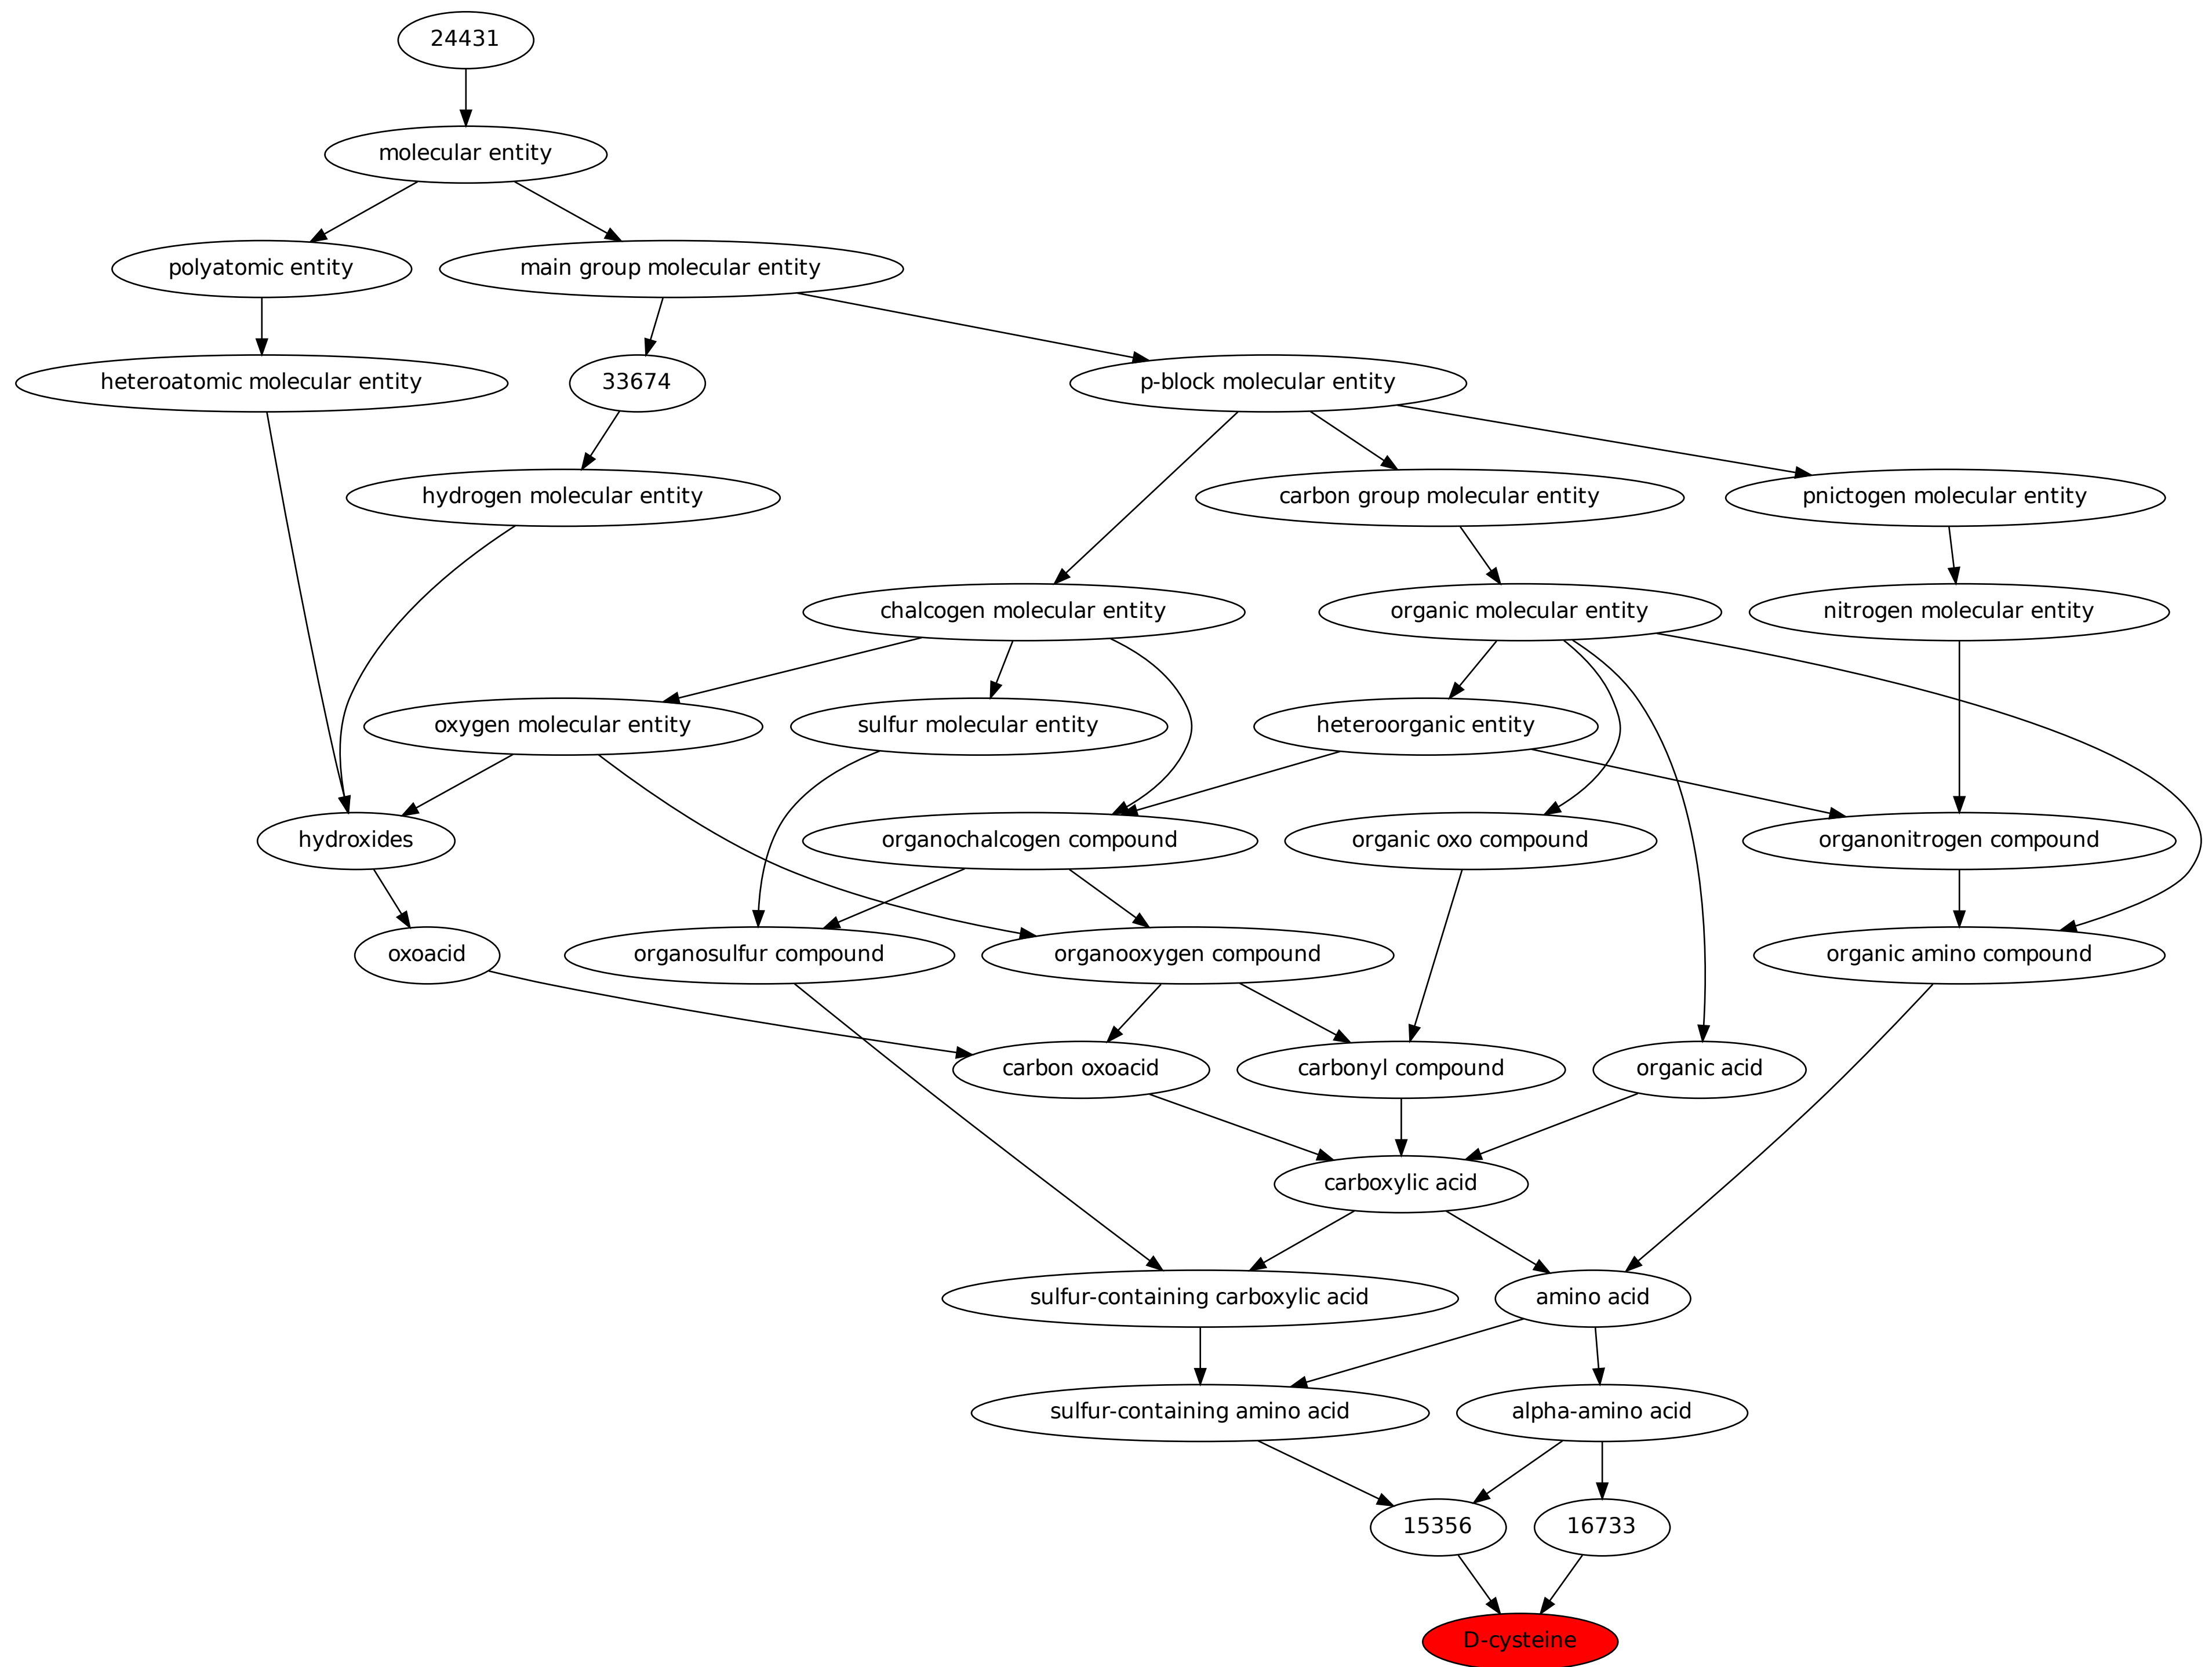 24431
molecular entity
polyatomic entity
main group molecular entity
heteroatomic molecular entity
33674
p-block molecular entity
hydrogen molecular entity
carbon group molecular entity
pnictogen molecular entity
chalcogen molecular entity
organic molecular entity
nitrogen molecular entity
oxygen molecular entity
sulfur molecular entity
heteroorganic entity
hydroxides
organochalcogen compound
organic oxo compound
organonitrogen compound
oxoacid
organosulfur compound
organooxygen compound
organic amino compound
carbon oxoacid
carbonyl compound
organic acid
carboxylic acid
sulfur-containing carboxylic acid
amino acid
sulfur-containing amino acid
alpha-amino acid
15356
16733
D-cysteine